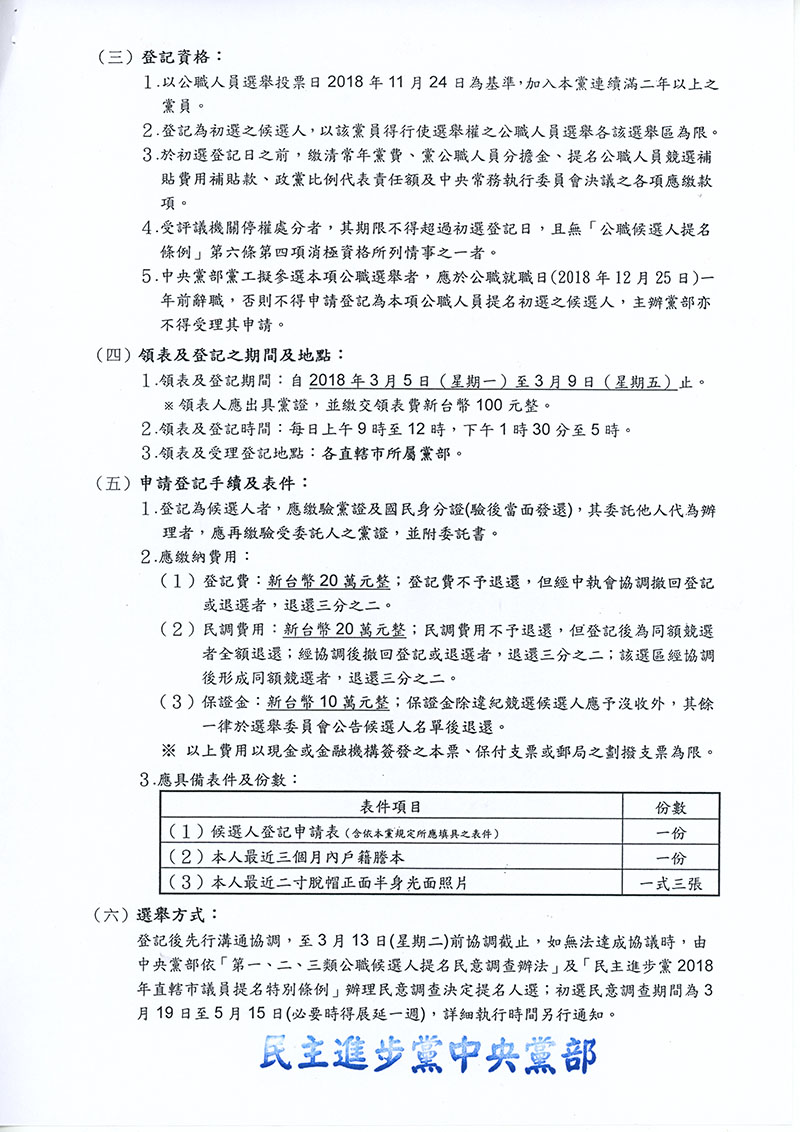 （三）登記資格：
1.以公職人員選舉投票日 2018 年 11 月 24 日為基準，加入本黨連續滿二年以上之
黨員。
2.登記為初選之候選人，以該黨員得行使選舉權之公職人員選舉各該選舉區為限。
3.於初選登記日之前，繳清常年黨費、黨公職人員分擔金、提名公職人員競選補
貼費用補貼款、政黨比例代表責任額及中央常務執行委員會決議之各項應繳款
項。
4.受評議機關停權處分者，其期限不得超過初選登記日，且無「公職候選人提名
條例」第六條第四項消極資格所列情事之一者。
5.中央黨部黨工擬參選本項公職選舉者，應於公職就職日(2018 年 12 月 25 日)一
年前辭職，否則不得申請登記為本項公職人員提名初選之候選人，主辦黨部亦
不得受理其申請。
（四）領表及登記之期間及地點：
1.領表及登記期間：自 2018 年 3 月 5 日（星期一）至 3 月 9 日（星期五）止。
※領表人應出具黨證，並繳交領表費新台幣 100 元整。
2.領表及登記時間：每日上午 9 時至 12 時，下午 1 時 30 分至 5 時。
3.領表及受理登記地點：各直轄市所屬黨部。
（五）申請登記手續及表件：
1.登記為候選人者，應繳驗黨證及國民身分證(驗後當面發還)，其委託他人代為辦
理者，應再繳驗受委託人之黨證，並附委託書。
2.應繳納費用：
（1）登記費：新台幣 20 萬元整；登記費不予退還，但經中執會協調撤回登記
或退選者，退還三分之二。
（2）民調費用：新台幣 20 萬元整；民調費用不予退還，但登記後為同額競選
者全額退還；經協調後撤回登記或退選者，退還三分之二；該選區經協調
後形成同額競選者，退還三分之二。
（3）保證金：新台幣 10 萬元整；保證金除違紀競選候選人應予沒收外，其餘
一律於選舉委員會公告候選人名單後退還。
※ 以上費用以現金或金融機構簽發之本票、保付支票或郵局之劃撥支票為限。
3.應具備表件及份數：
表件項目 份數
（1）候選人登記申請表（含依本黨規定所應填具之表件） 一份
（2）本人最近三個月內戶籍謄本 一份
（3）本人最近二寸脫帽正面半身光面照片 一式三張
（六）選舉方式：
登記後先行溝通協調，至 3 月 13 日(星期二)前協調截止，如無法達成協議時，由
中央黨部依「第一、二、三類公職候選人提名民意調查辦法」及「民主進步黨 2018
年直轄市議員提名特別條例」辦理民意調查決定提名人選；初選民意調查期間為 3
月 19 日至 5 月 15 日(必要時得展延一週)，詳細執行時間另行通知。
民主進步黨中央黨部